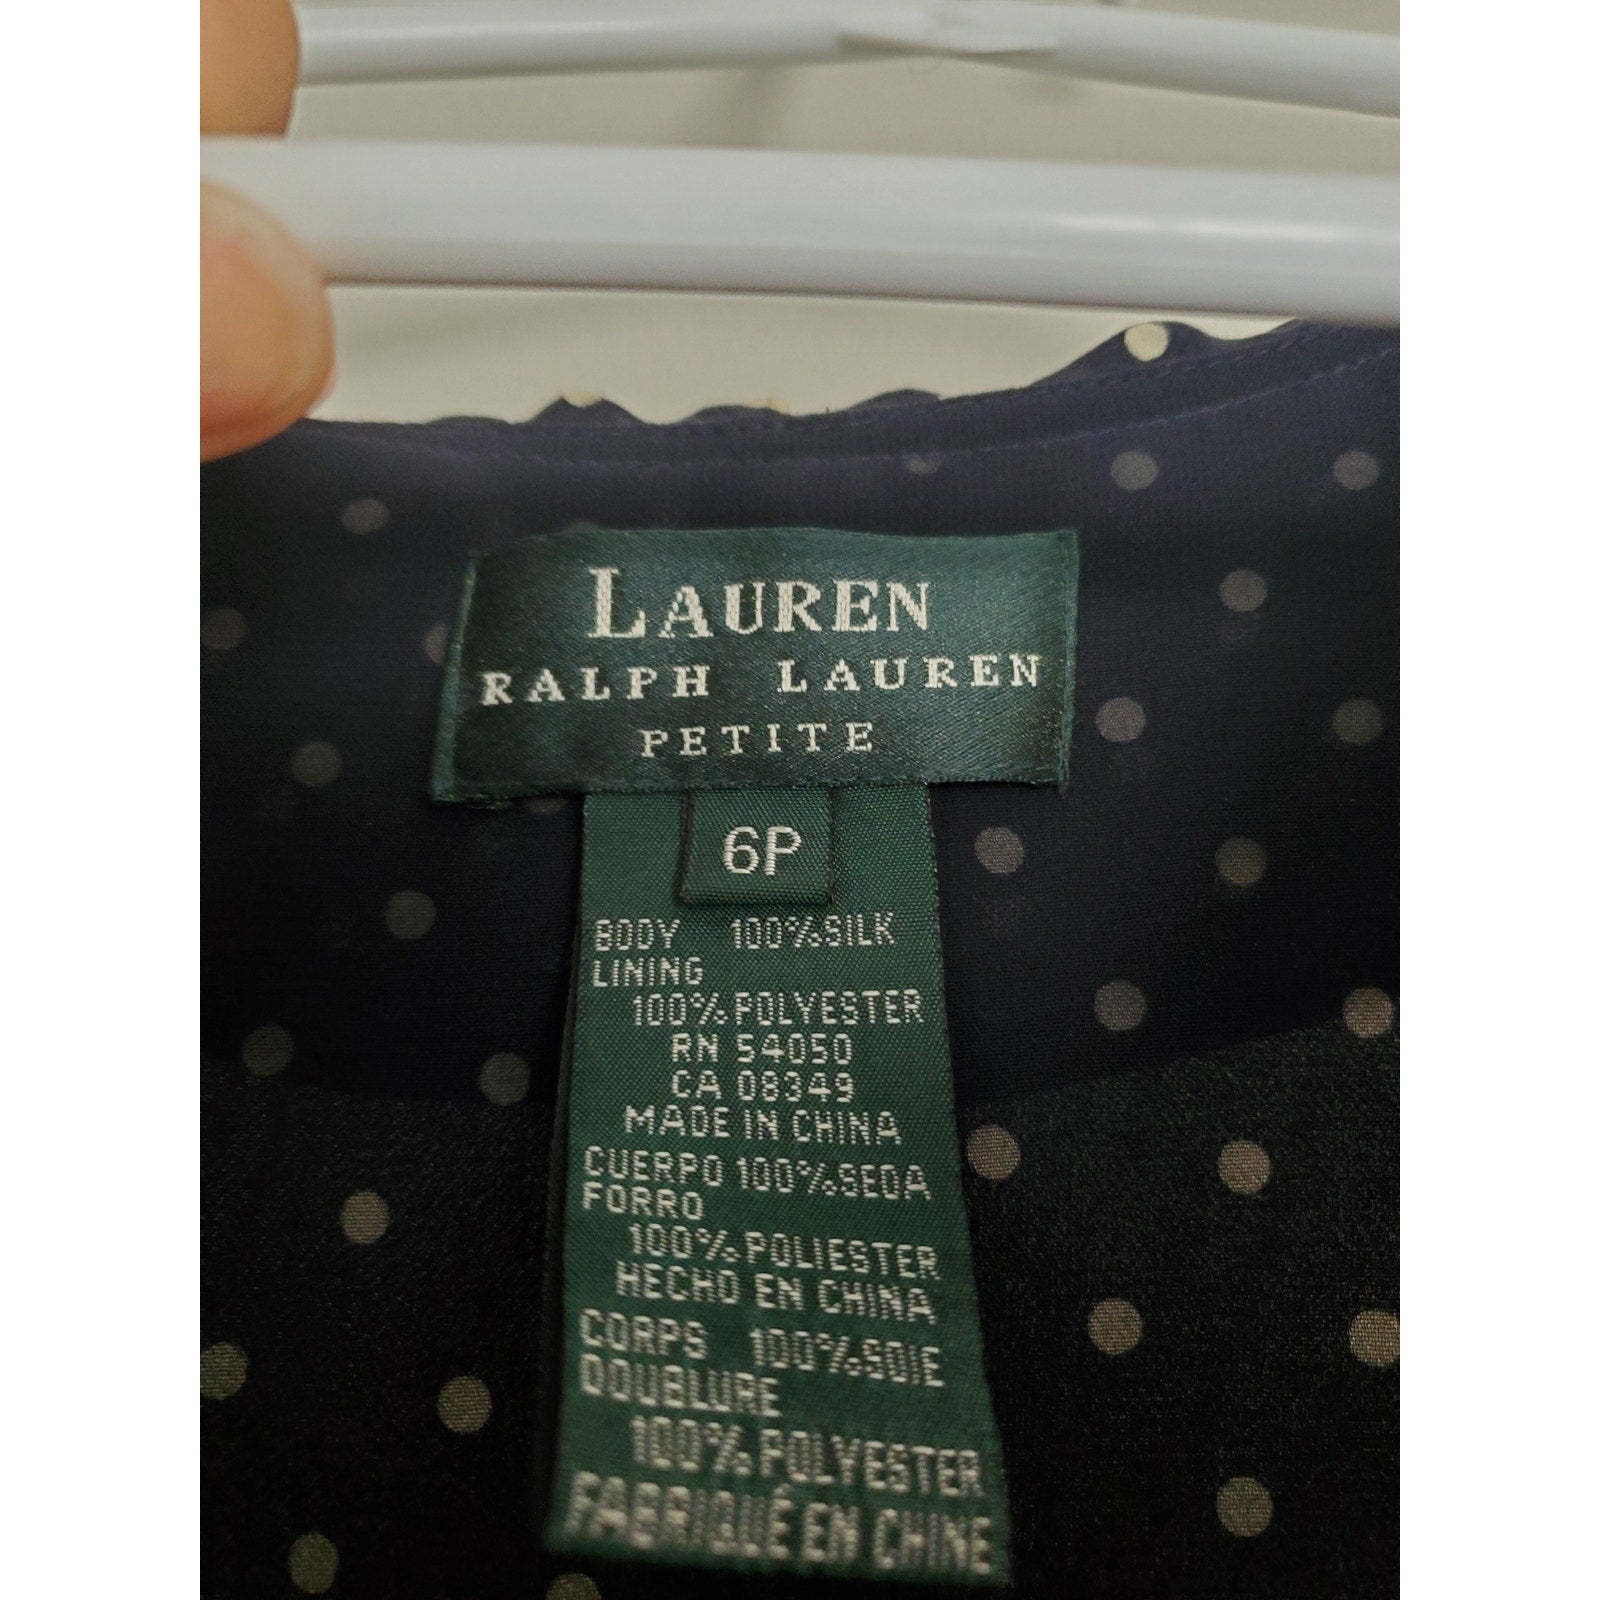 LAUREN
RALPH LAUREN
PETITE
6P
BODY 100%SILK
LINING
100% POLYESTER
RN 54050
CA 08349
MADE IN CHINA
CUERPO 100%SEDA
FORRO
100% POLIESTER
HECHO EN CHINA
CORPS 100%SOIE
DOUBLURE
100% POLYESTER
FABRIQUÉ EN CHINE